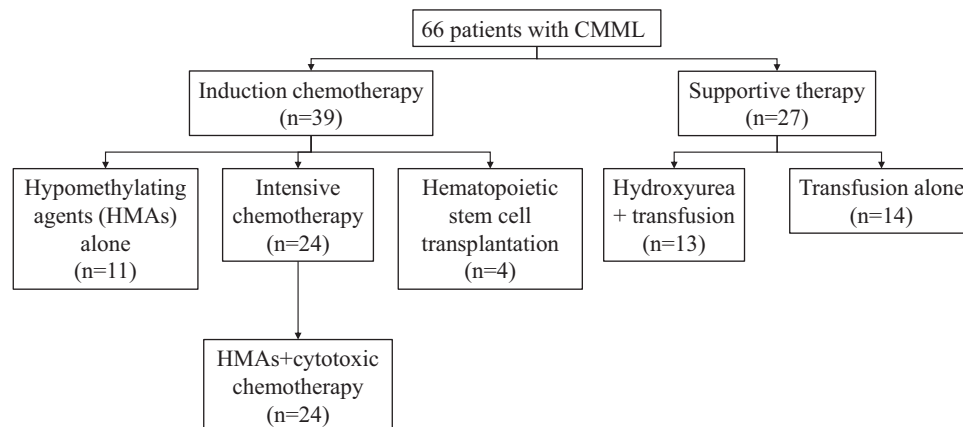 66 patients with CMML
Induction chemotherapy
(n=39)
Supportive therapy
(n=27)
Hypomethylating
agents (HMAs)
alone
(n=11)
Intensive
chemotherapy
(n=24)
Hematopoietic
stem cell
transplantation
(n=4)
Hydroxyurea
+ transfusion
(n=13)
Transfusion alone
(n=14)
HMAs+cytotoxic
chemotherapy
(n=24)